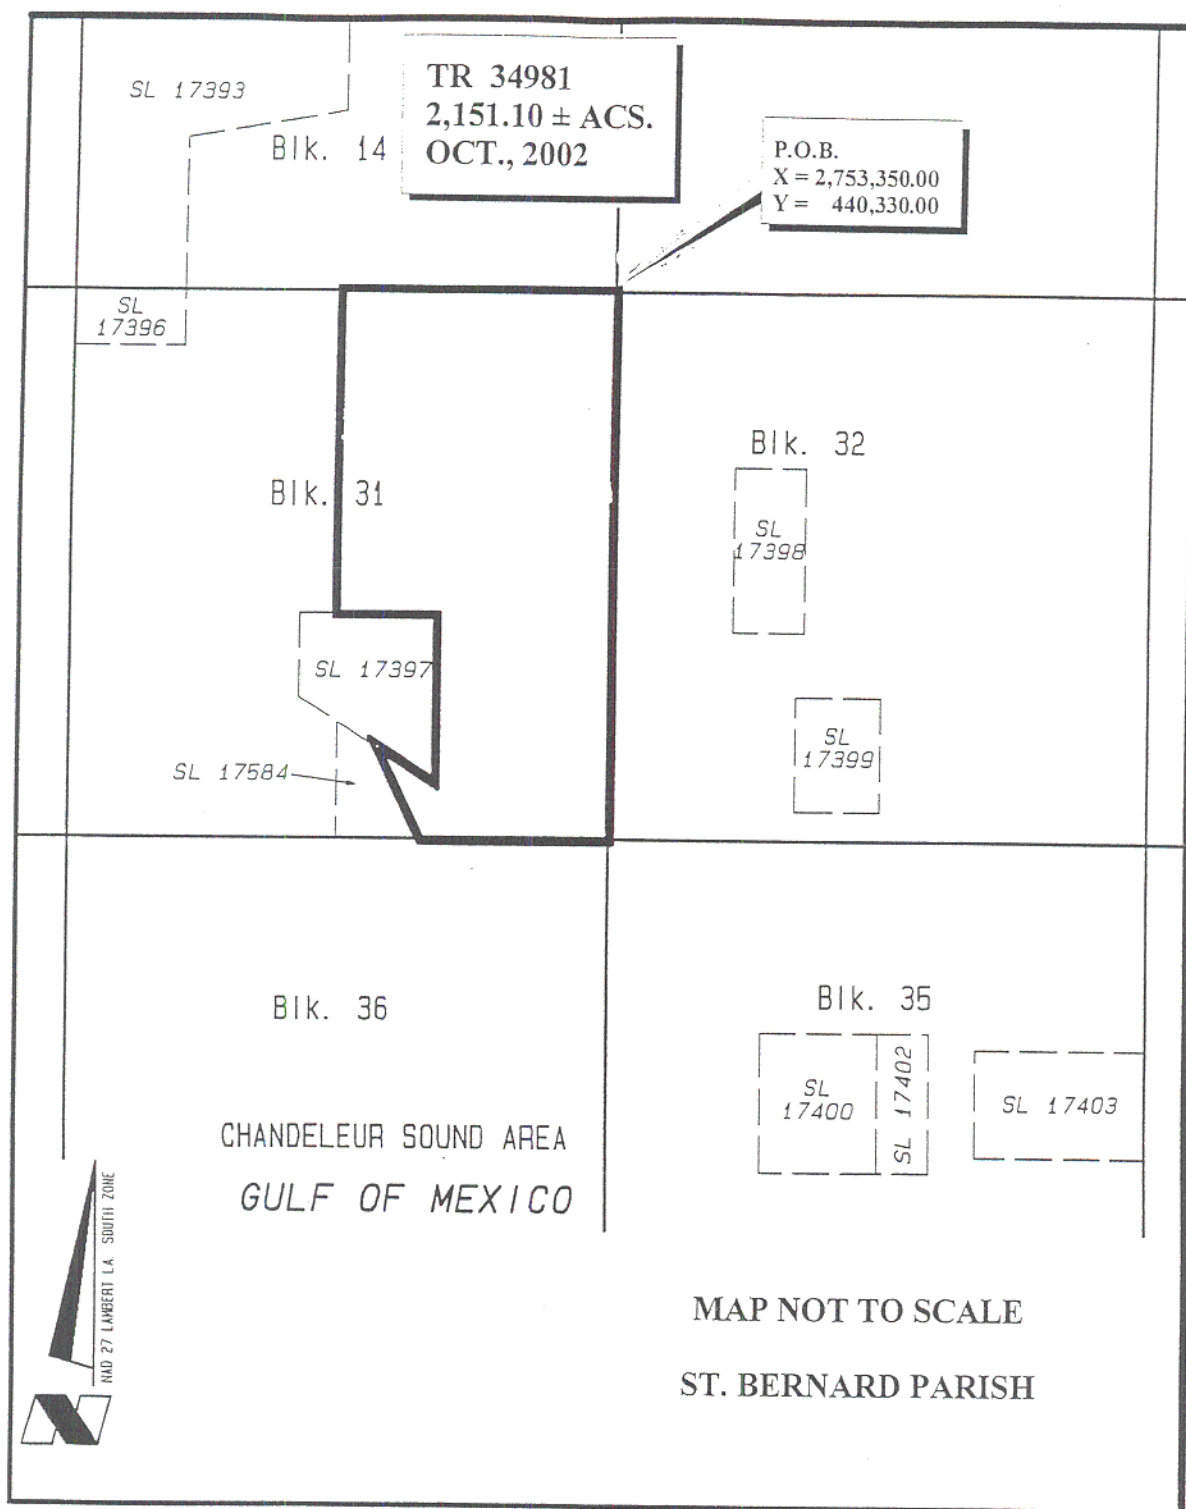 SL 17393
Blk. 14
TR 34981
2,151.10 ± ACS.
OCT., 2002
P.O.B.
X = 2,753,350.00
Y = 440,330.00
SL
17396
Blk. 31
Blk. 32
SL
17398
SL 17397
SL 17584
SL
17399
Blk. 36
Blk. 35
SL
17400
SL 17402
SL 17403
CHANDELEUR SOUND AREA
GULF OF MEXICO
NAD 27 LAMBERT LA. SOUTH ZONE
N
MAP NOT TO SCALE
ST. BERNARD PARISH